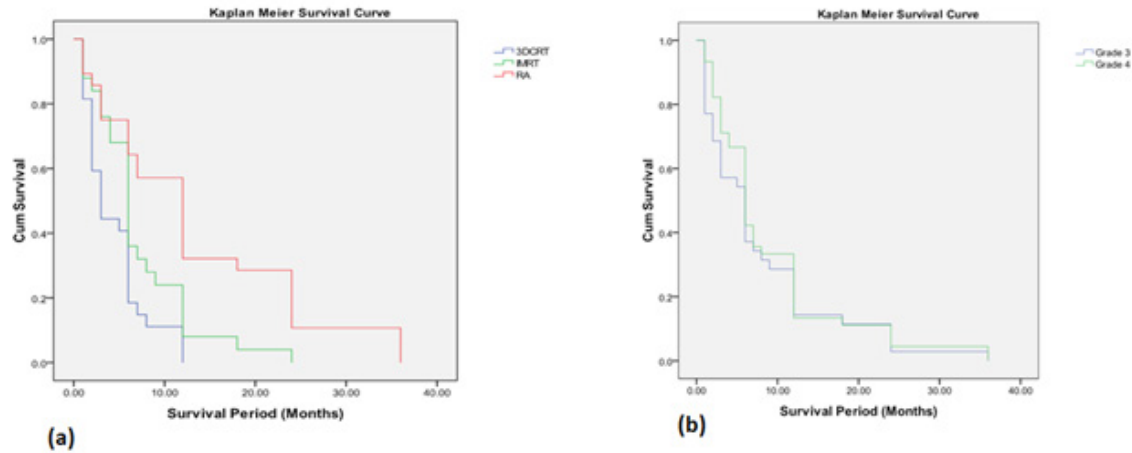 Kaplan Meier Survival Curve
3DCRT
IMRT
RA
Cum Survival
1.0
0.8
0.6
0.4
0.2
0.0
0.00 10.00 20.00 30.00 40.00
Survival Period (Months)
(a)
Kaplan Meier Survival Curve
Grade 3
Grade 4
Cum Survival
1.0
0.8
0.6
0.4
0.2
0.0
0.00 10.00 20.00 30.00 40.00
Survival Period (Months)
(b)